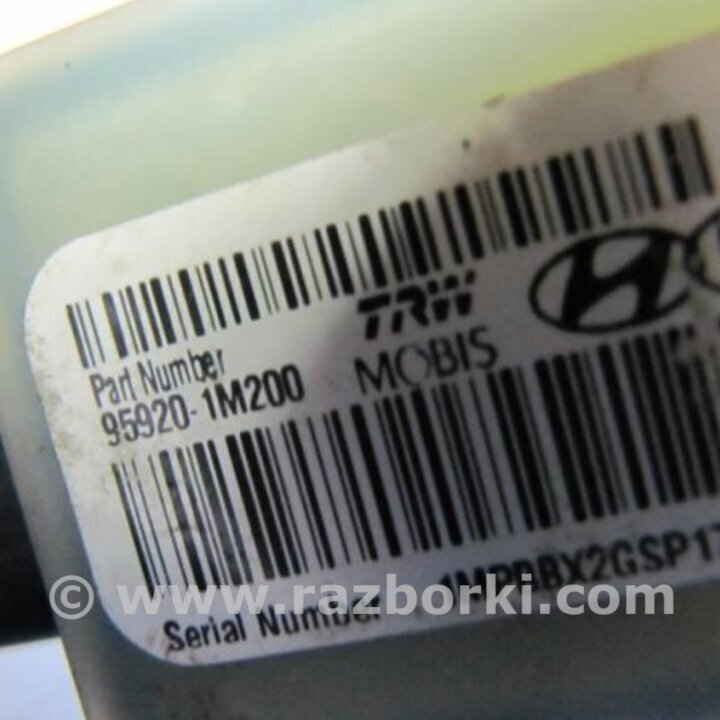 TRW
MOBIS
Part Number
95920-1M200
© www.razborki.com
Serial Number